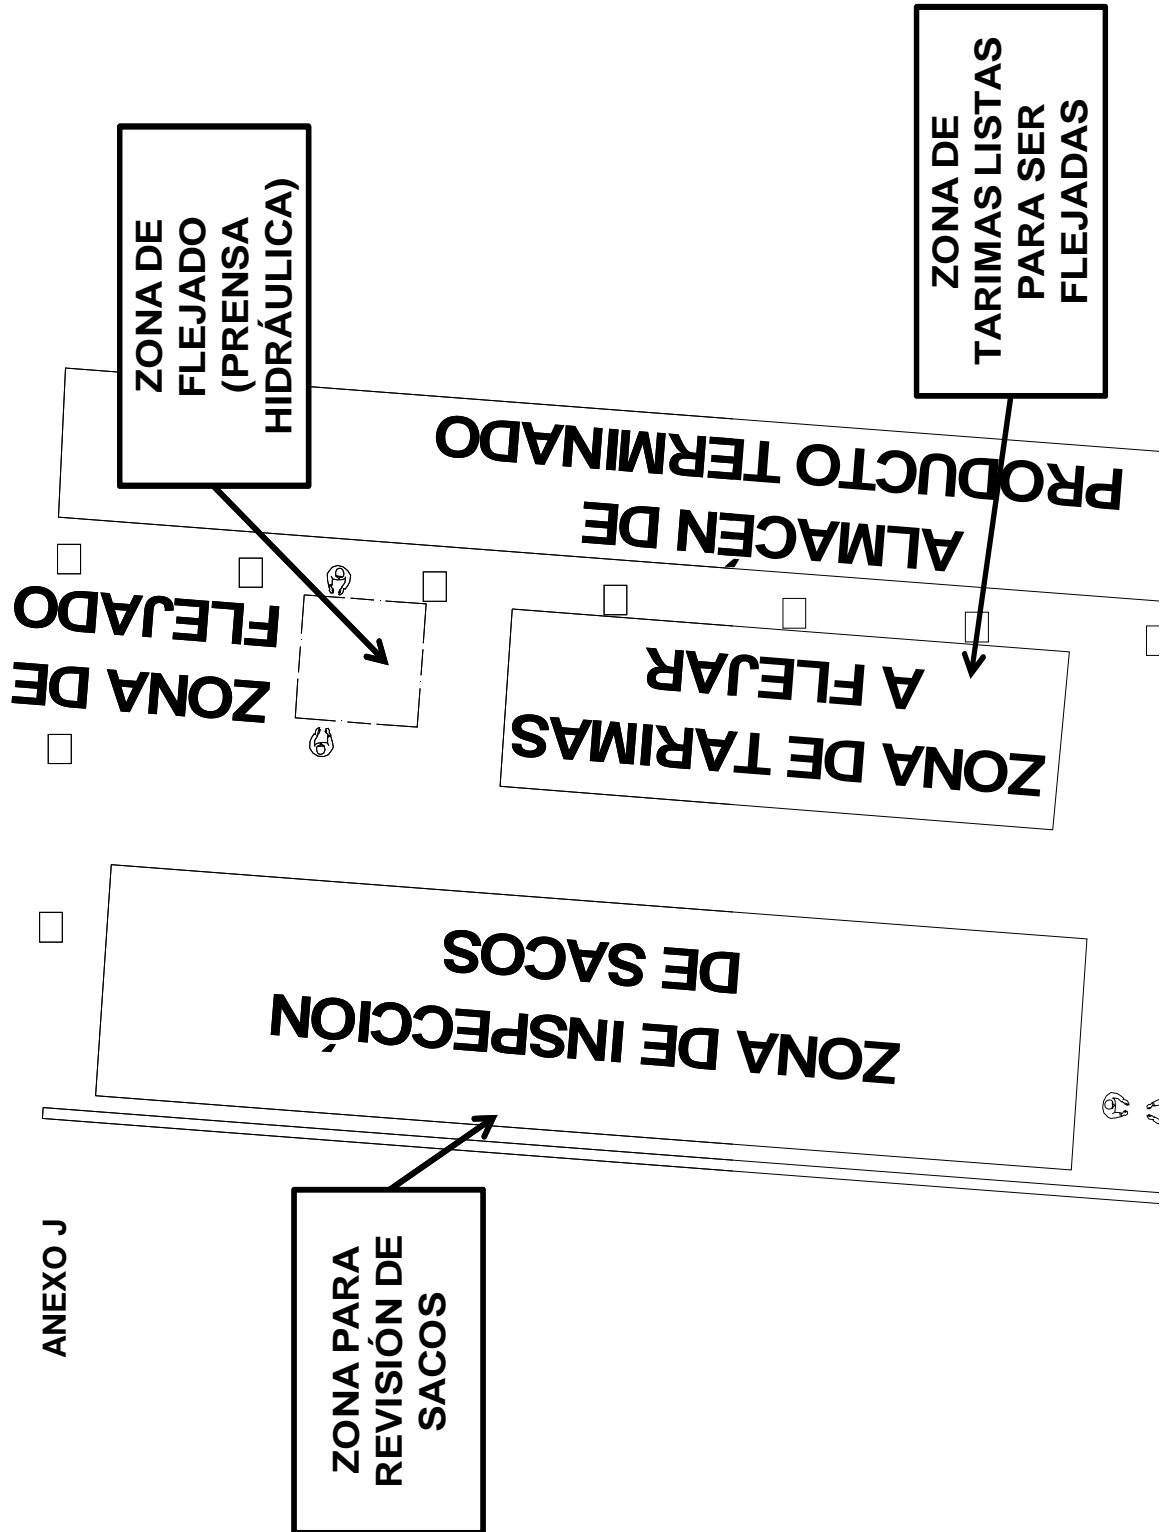 ANEXO J
ZONA PARA
REVISIÓN DE
SACOS
ZONA DE
FLEJADO
(PRENSA
HIDRÁULICA)
ZONA DE
TARIMAS LISTAS
PARA SER
FLEJADAS
ZONA DE
FLEJADO
ALMACÉN DE
PRODUCTO TERMINADO
ZONA DE TARIMAS
A FLEJAR
ZONA DE INSPECCIÓN
DE SACOS